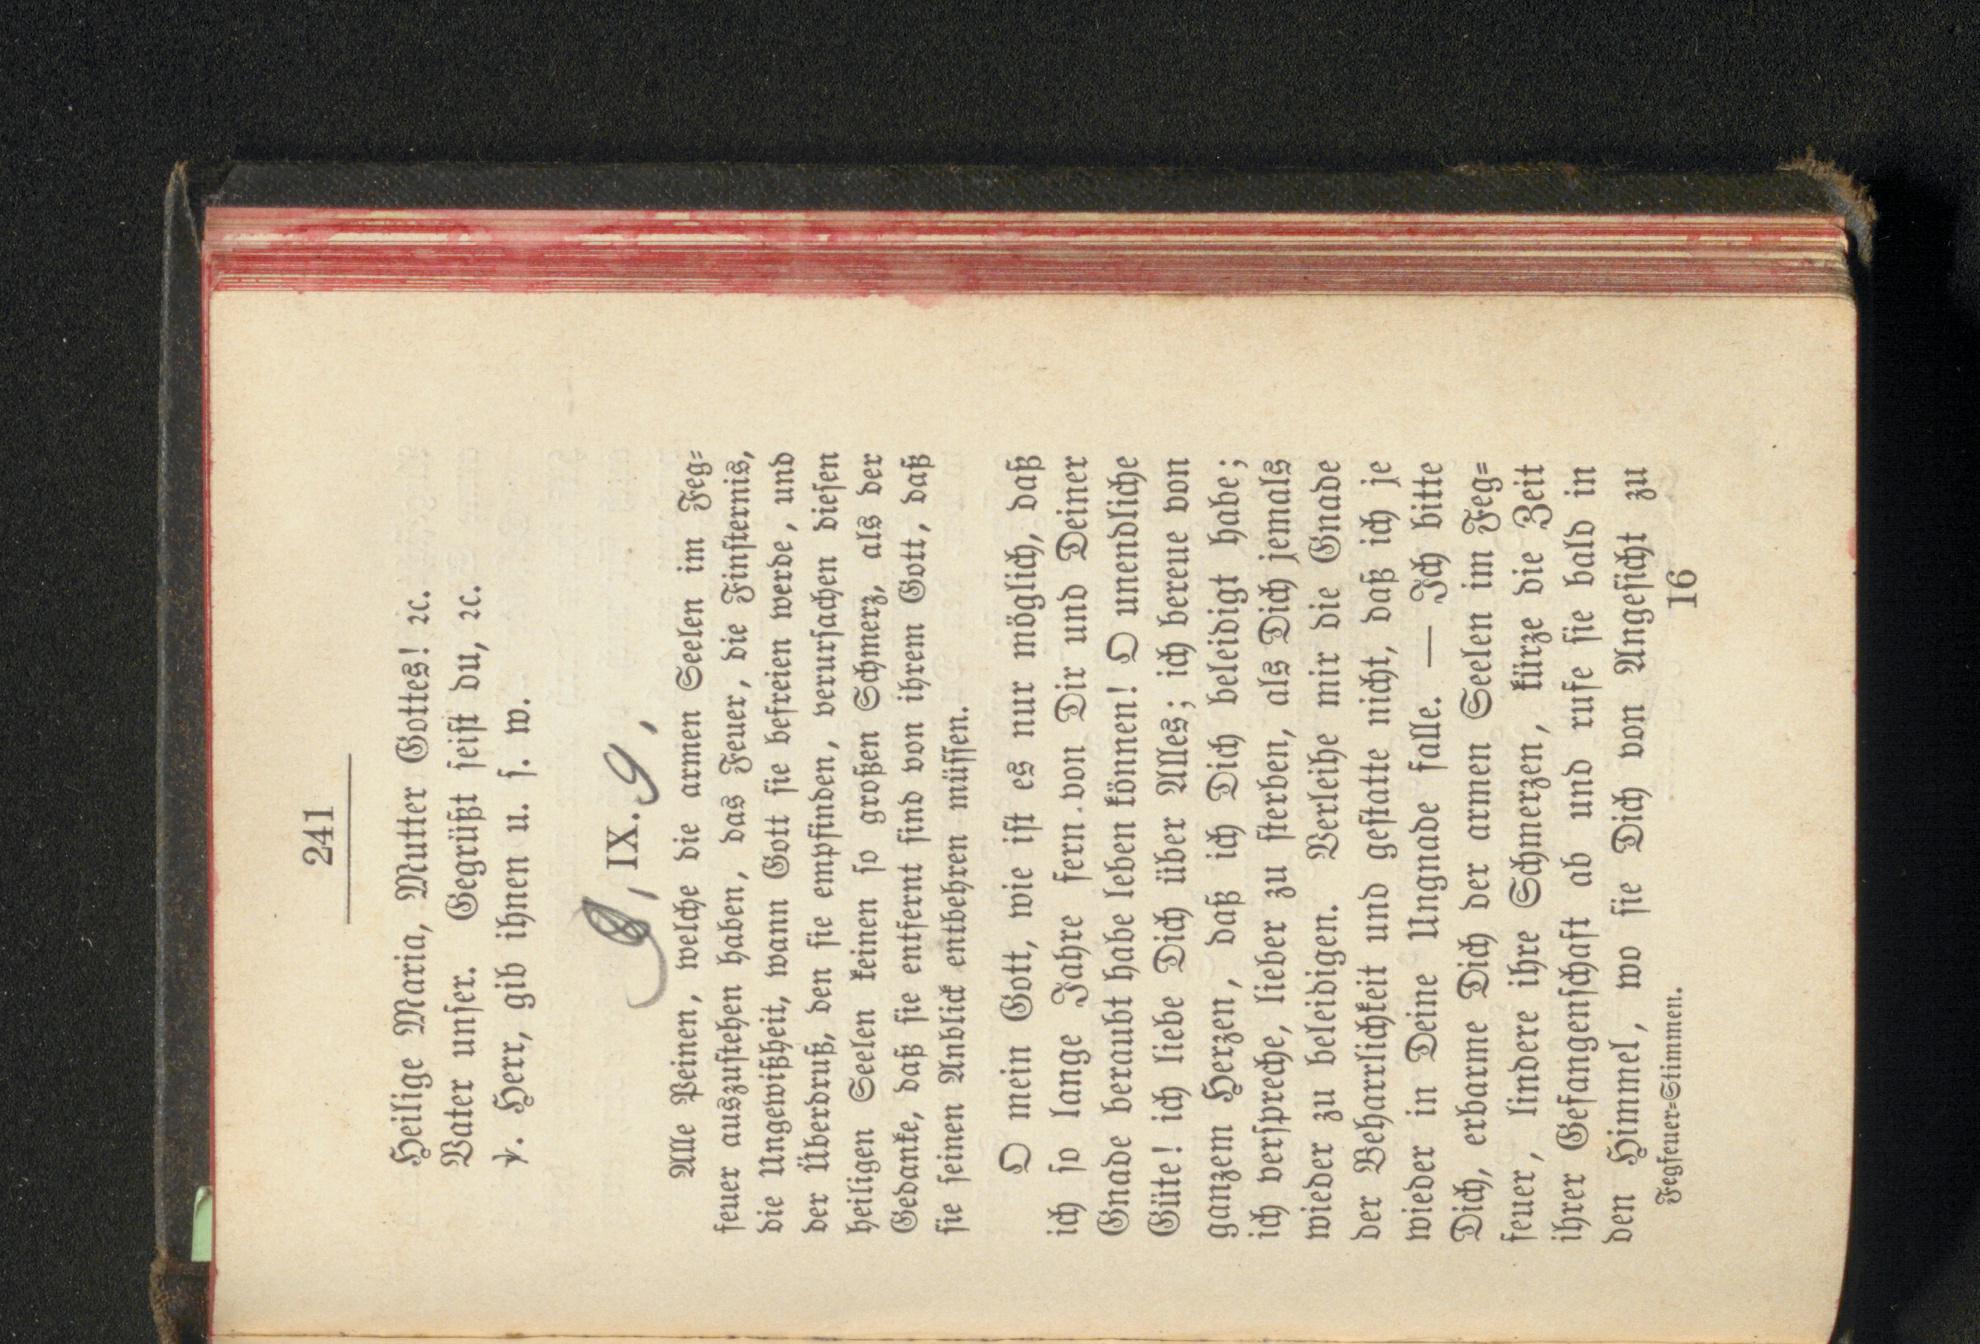 241
Heilige Maria, Mutter Gottes! ꝛc.
Vater unser. Gegrüßt seist du, ꝛc.
℣. Herr, gib ihnen u. s. w.
9, IX. 9,
Alle Peinen, welche die armen Seelen im Feg-
feuer auszustehen haben, das Feuer, die Finsternis,
die Ungewißheit, wann Gott sie befreien werde, und
der Überdruß, den sie empfinden, verursachen diesen
heiligen Seelen keinen so großen Schmerz, als der
Gedanke, daß sie entfernt sind von ihrem Gott, daß
sie seinen Anblick entbehren müssen.
O mein Gott, wie ist es nur möglich, daß
ich so lange Jahre fern von Dir und Deiner
Gnade beraubt habe leben können! O unendliche
Güte! ich liebe Dich über Alles; ich bereue von
ganzem Herzen, daß ich Dich beleidigt habe;
ich verspreche, lieber zu sterben, als Dich jemals
wieder zu beleidigen. Verleihe mir die Gnade
der Beharrlichkeit und gestatte nicht, daß ich je
wieder in Deine Ungnade falle. — Ich bitte
Dich, erbarme Dich der armen Seelen im Feg-
feuer, lindere ihre Schmerzen, kürze die Zeit
ihrer Gefangenschaft ab und rufe sie bald in
den Himmel, wo sie Dich von Angesicht zu
Fegfeuer-Stimmen. 16